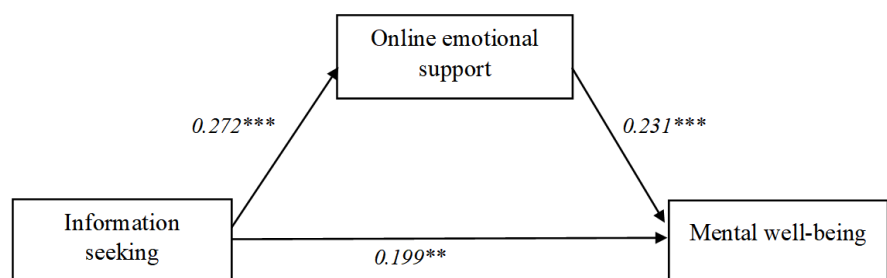 Online emotional
support
0.272***
0.231***
Information
seeking
Mental well-being
0.199**